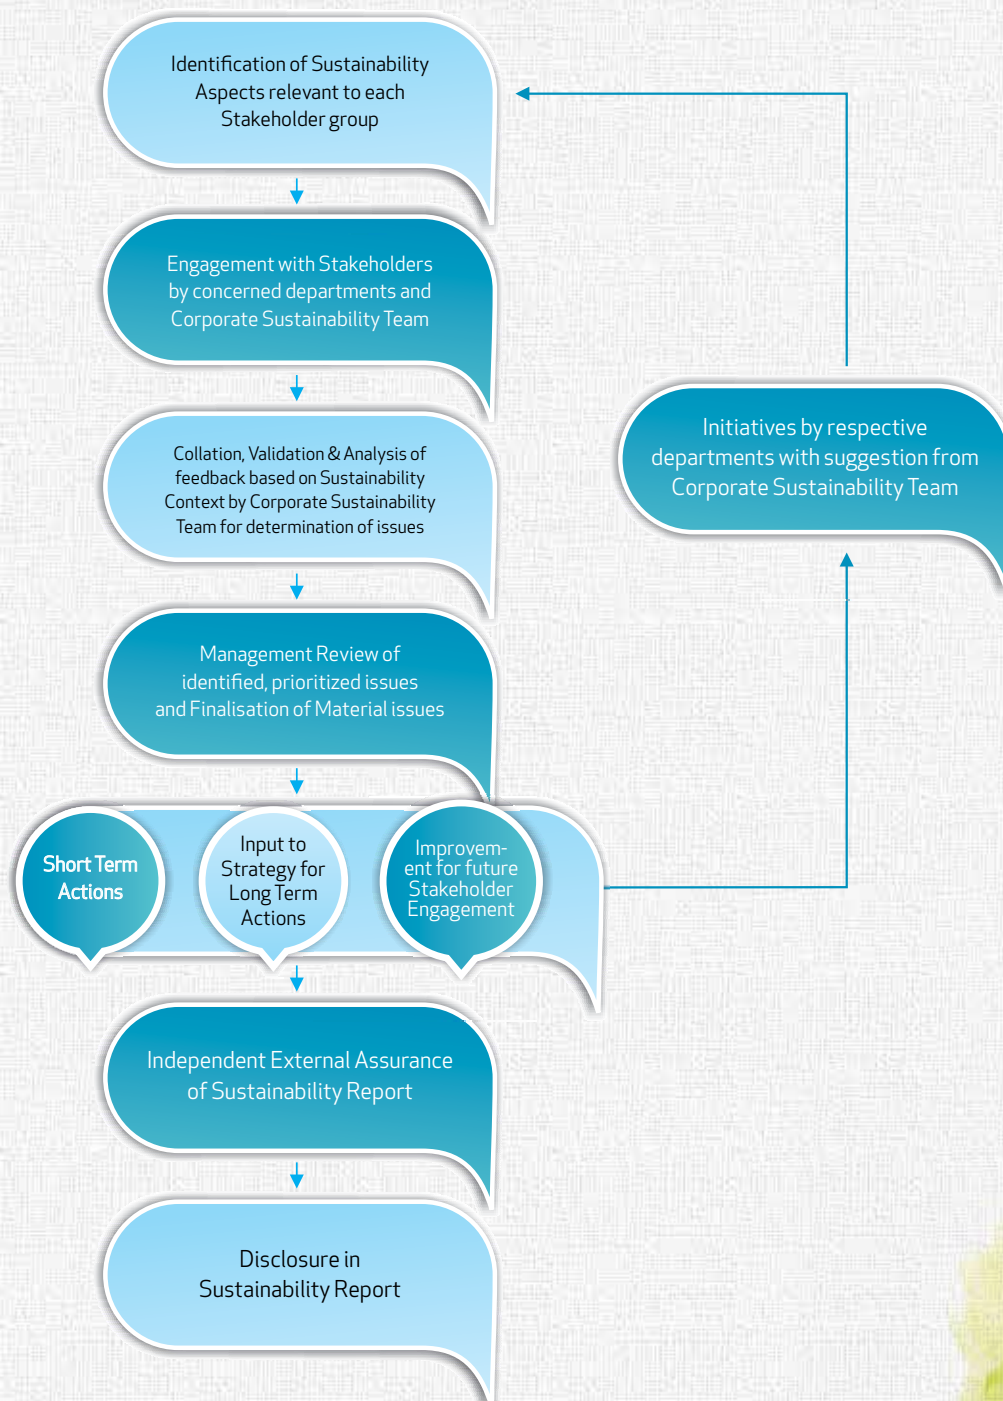 Identification of Sustainability
Aspects relevant to each
Stakeholder group
Engagement with Stakeholders
by concerned departments and
Corporate Sustainability Team
Collation, Validation & Analysis of
feedback based on Sustainability
Context by Corporate Sustainability
Team for determination of issues
Initiatives by respective
departments with suggestion from
Corporate Sustainability Team
Management Review of
identified, prioritized issues
and Finalisation of Material issues
Short Term
Actions
Input to
Strategy for
Long Term
Actions
Improvem-
ent for future
Stakeholder
Engagement
Independent External Assurance
of Sustainability Report
Disclosure in
Sustainability Report